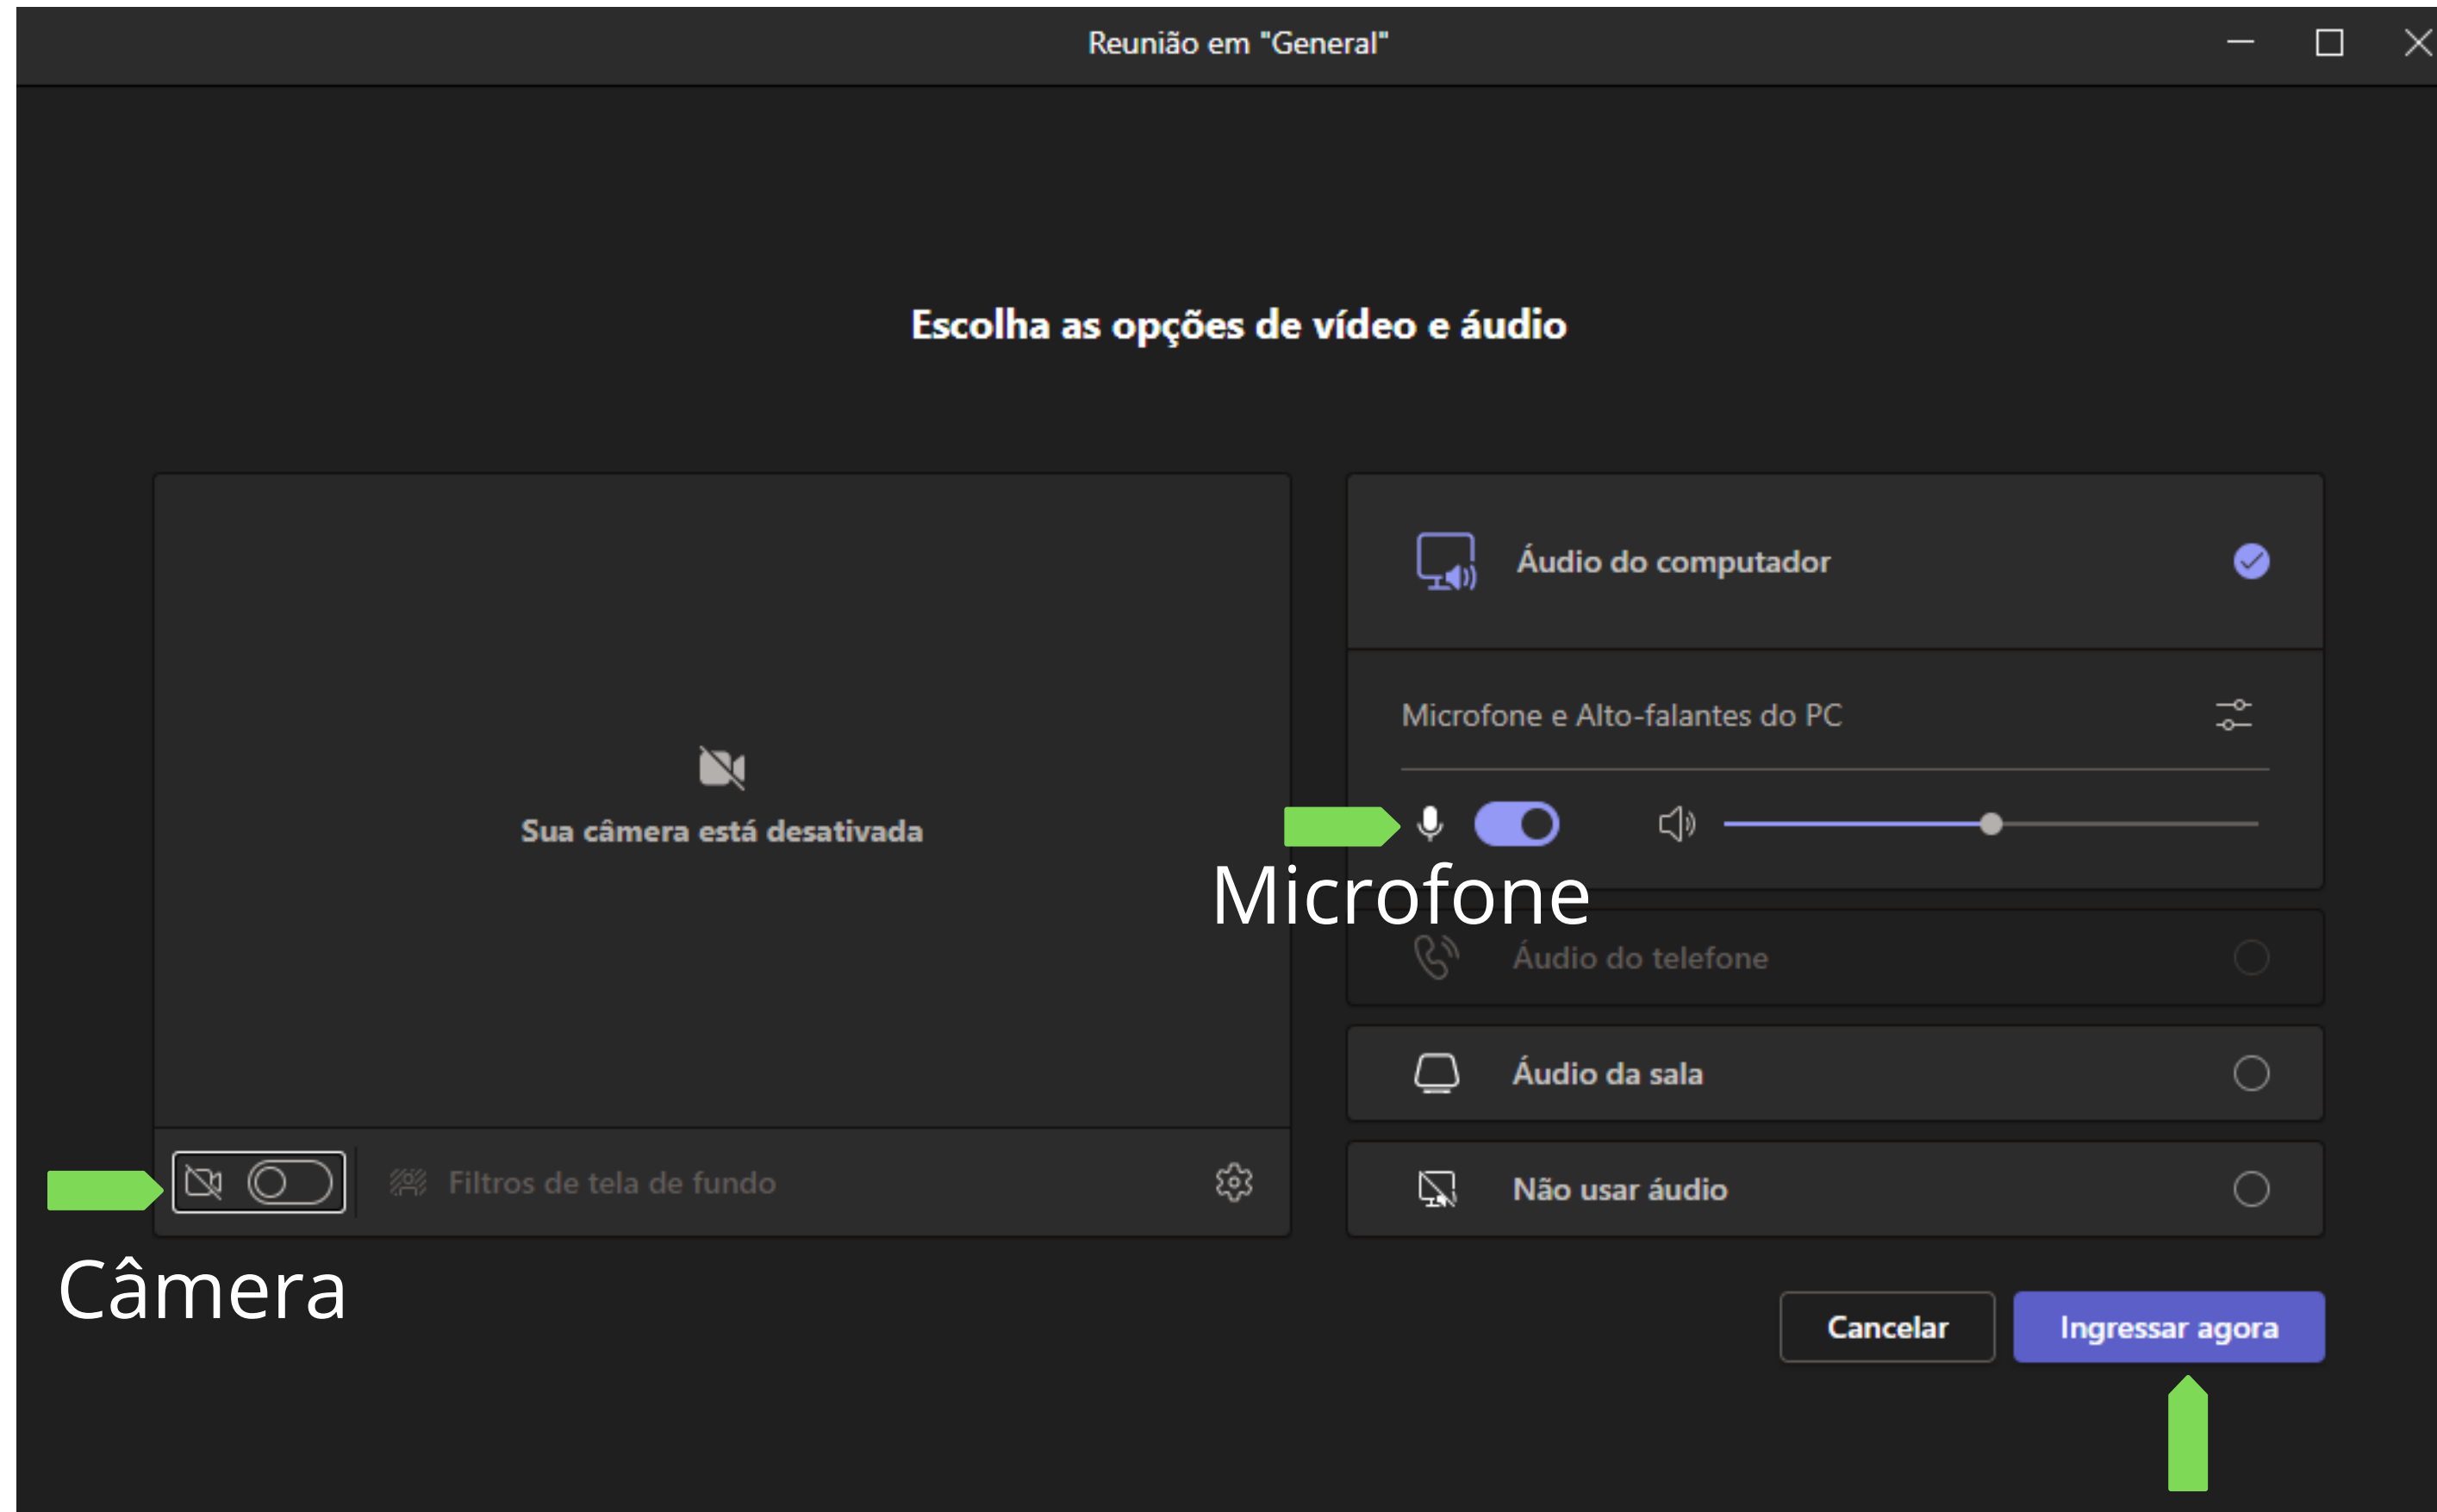 Reunião em "General"
Escolha as opções de vídeo e áudio
Sua câmera está desativada
Filtros de tela de fundo
Câmera
Áudio do computador
Microfone e Alto-falantes do PC
Microfone
Áudio do telefone
Áudio da sala
Não usar áudio
Cancelar
Ingressar agora